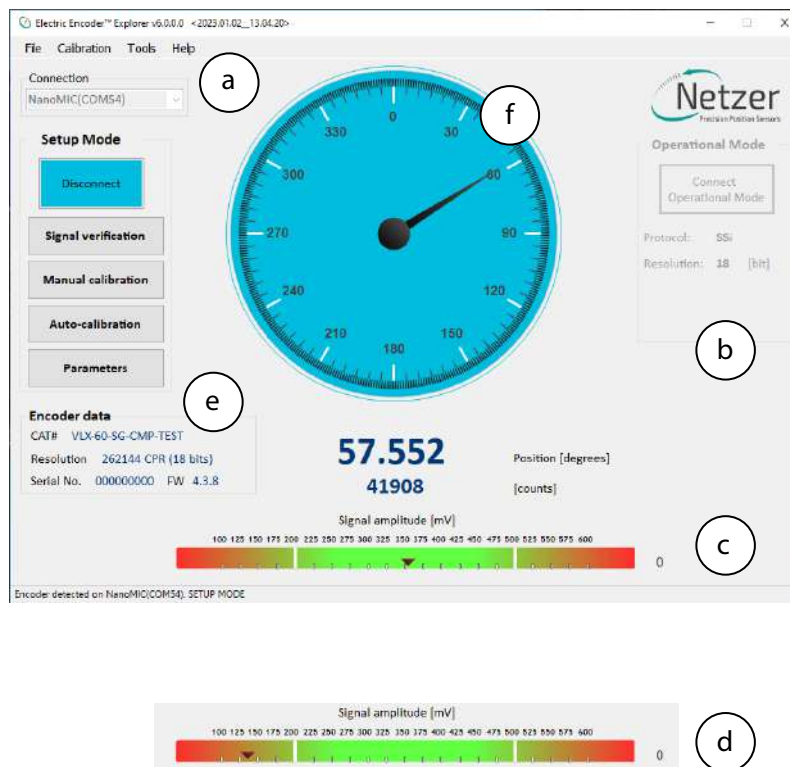 Electric Encoder™ Explorer v6.0.0.0 <2023.01.02__13.04.20>
File Calibration Tools Help
Connection
a
NanoMIC(COM54)
Setup Mode
Disconnect
Signal verification
Manual calibration
Auto-calibration
Parameters
e
Encoder data
CAT# VLX-60-SG-CMP-TEST
Resolution 262144 CPR (18 bits)
Serial No. 000000000 FW 4.3.8
f
0
30
60
90
120
150
180
210
240
270
300
330
Netzer
Precision Position Sensors
Operational Mode
Connect
Operational Mode
Protocol: SSi
Resolution: 18 [bit]
b
57.552 Position [degrees]
41908 [counts]
Signal amplitude [mV]
100 125 150 175 200 225 250 275 300 325 350 375 400 425 450 475 500 525 550 575 600
0
c
Encoder detected on NanoMIC(COM54). SETUP MODE
Signal amplitude [mV]
100 125 150 175 200 225 250 275 300 325 350 375 400 425 450 475 500 525 550 575 600
0
d